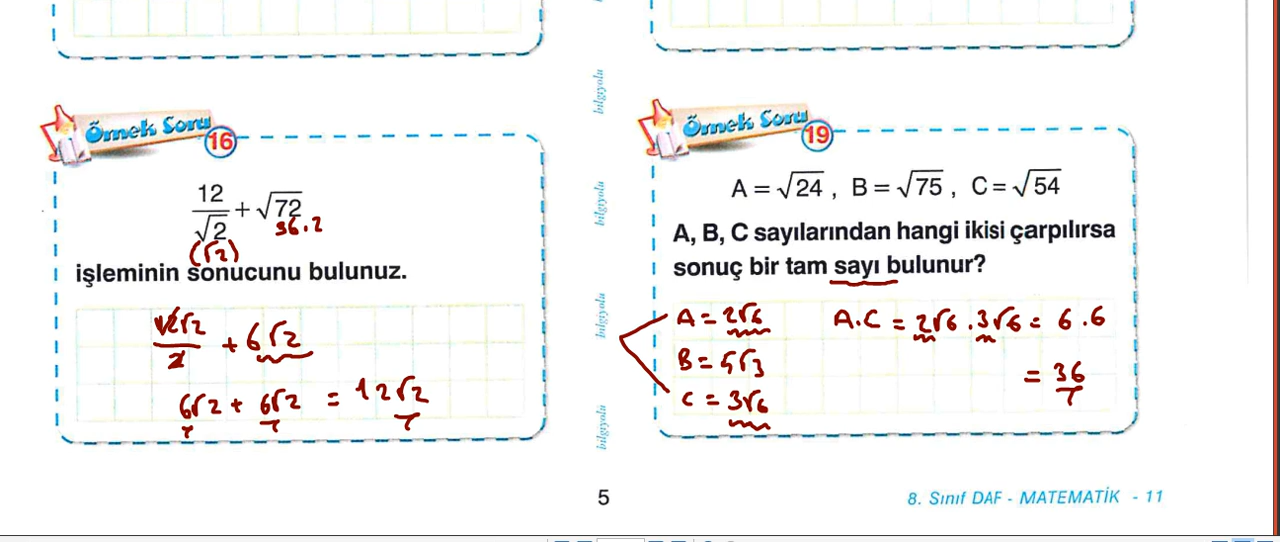 Örnek Soru 16
12/√2 + √72
36.2
(√2)
işleminin sonucunu bulunuz.
12√2/2 + 6√2
6√2 + 6√2 = 12√2
bilgiyolu
bilgiyolu
bilgiyolu
bilgiyolu
Örnek Soru 19
A = √24 , B = √75 , C = √54
A, B, C sayılarından hangi ikisi çarpılırsa
sonuç bir tam sayı bulunur?
A = 2√6
B = 5√3
C = 3√6
A.C = 2√6 . 3√6 = 6.6
= 36
5
8. Sınıf DAF - MATEMATİK - 11